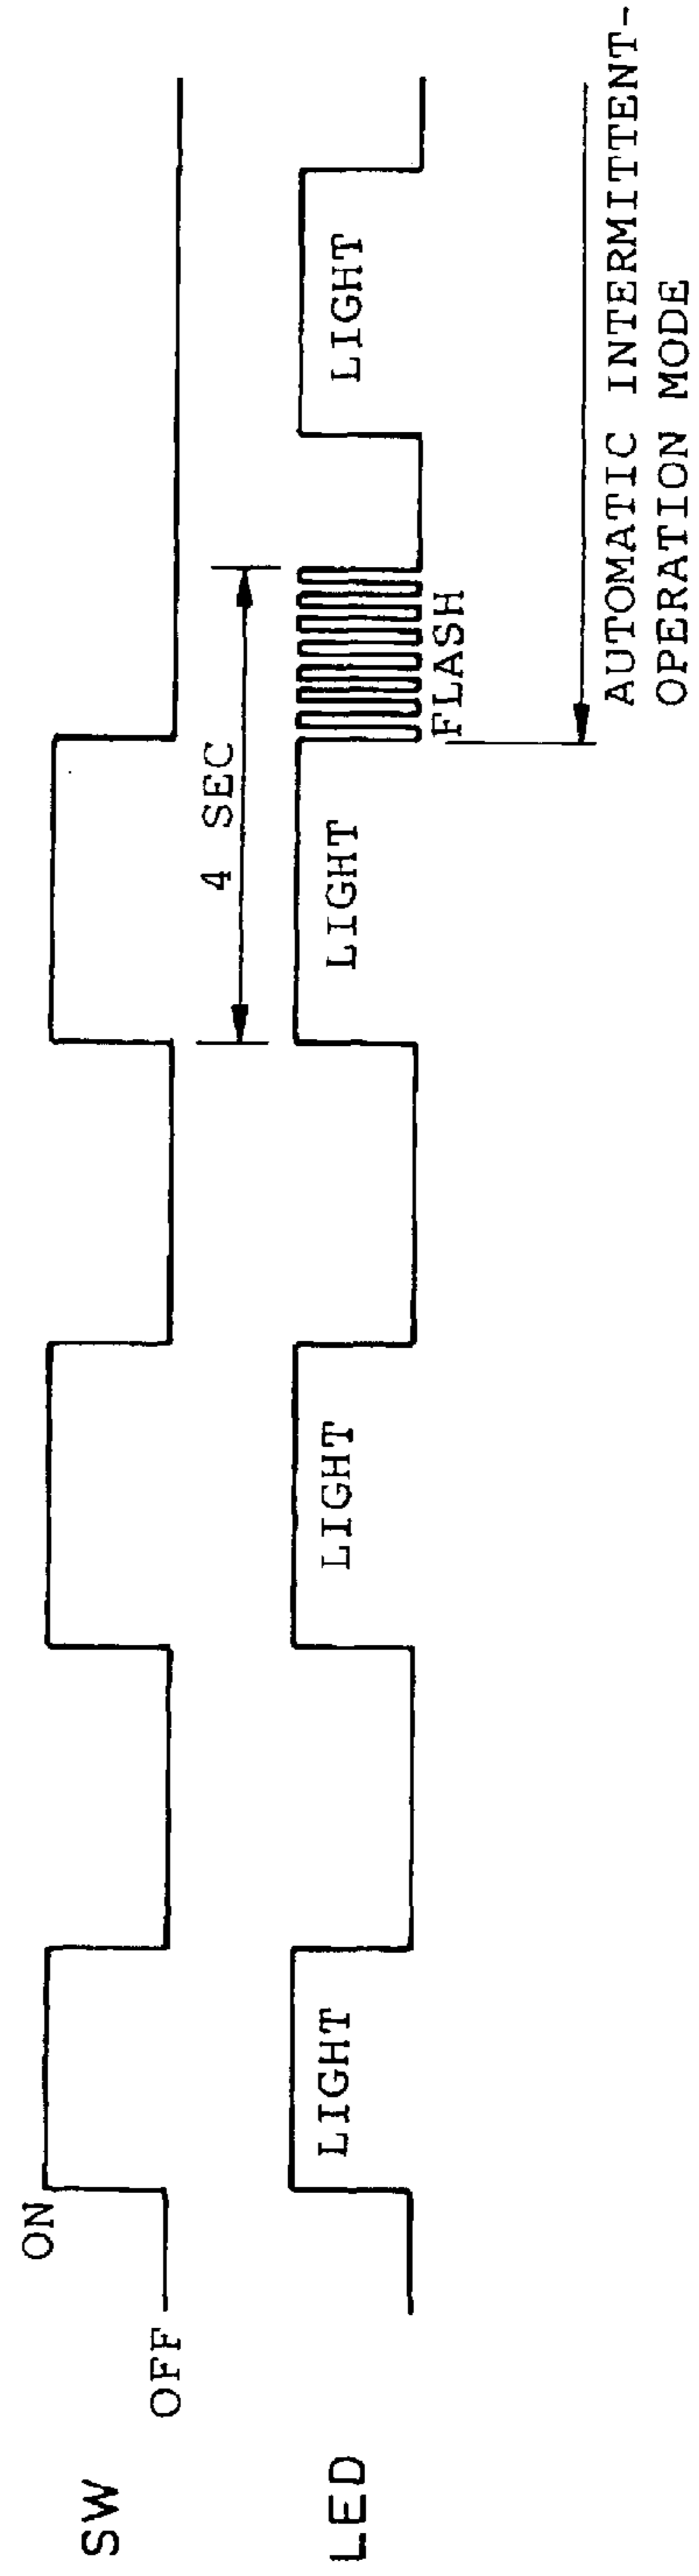 SW
ON
OFF
4 SEC
LED
LIGHT
LIGHT
LIGHT
FLASH
LIGHT
AUTOMATIC INTERMITTENT-
OPERATION MODE